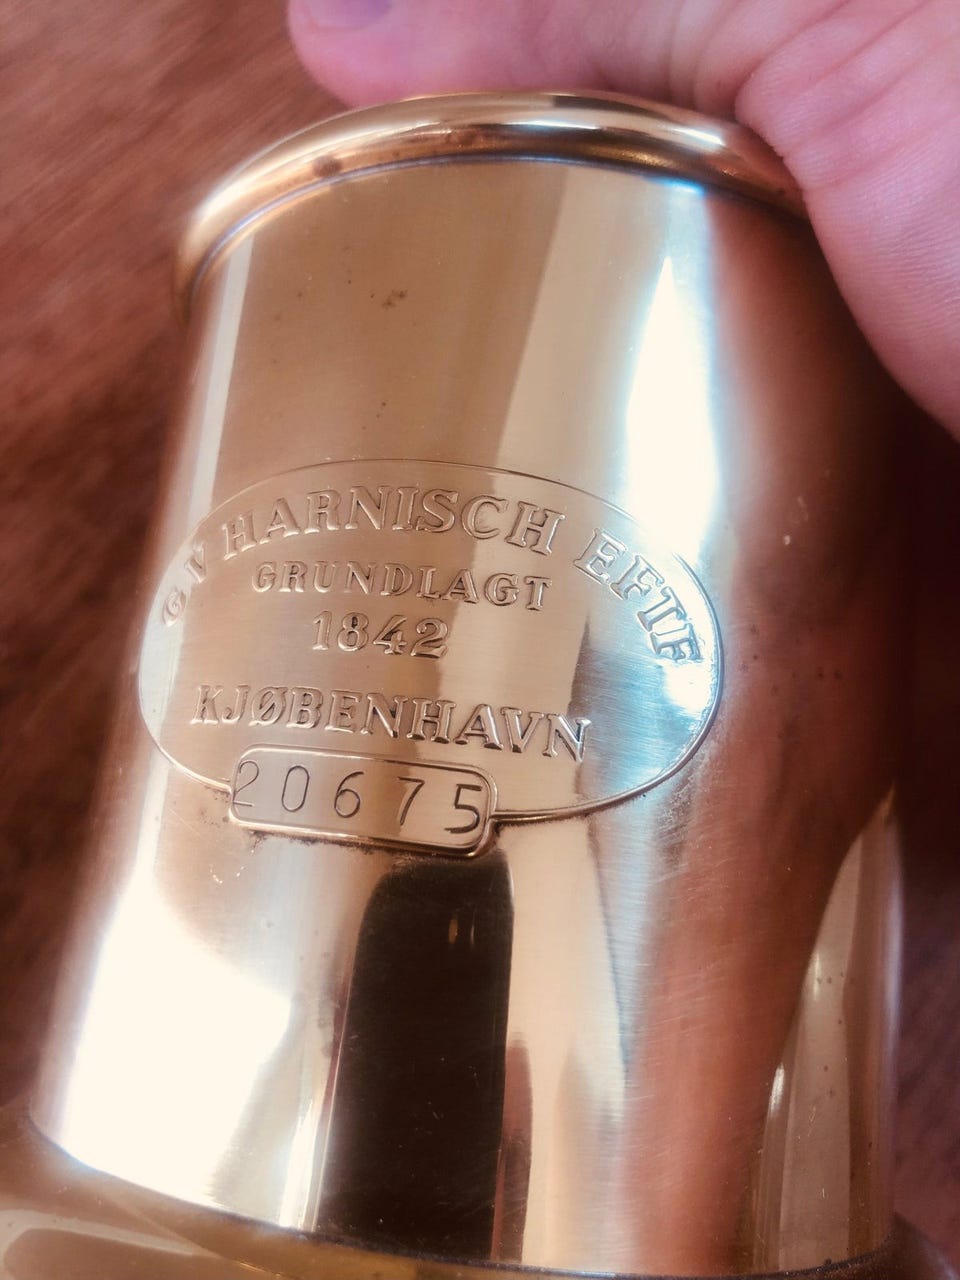 G V HARNISCH EFTF
GRUNDLAGT
1842
KJØBENHAVN
20675